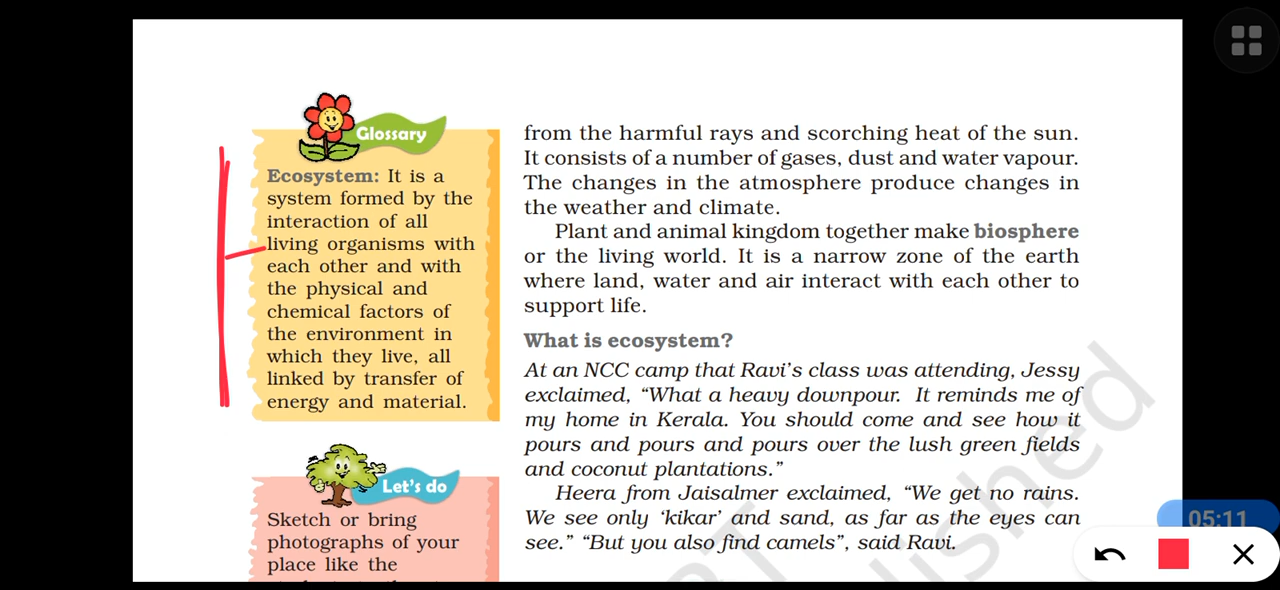 Glossary
Ecosystem: It is a
system formed by the
interaction of all
living organisms with
each other and with
the physical and
chemical factors of
the environment in
which they live, all
linked by transfer of
energy and material.
Let's do
Sketch or bring
photographs of your
place like the
from the harmful rays and scorching heat of the sun.
It consists of a number of gases, dust and water vapour.
The changes in the atmosphere produce changes in
the weather and climate.
Plant and animal kingdom together make biosphere
or the living world. It is a narrow zone of the earth
where land, water and air interact with each other to
support life.
What is ecosystem?
At an NCC camp that Ravi's class was attending, Jessy
exclaimed, “What a heavy downpour. It reminds me of
my home in Kerala. You should come and see how it
pours and pours and pours over the lush green fields
and coconut plantations.”
Heera from Jaisalmer exclaimed, “We get no rains.
We see only ‘kikar’ and sand, as far as the eyes can
see.” “But you also find camels”, said Ravi.
05:11